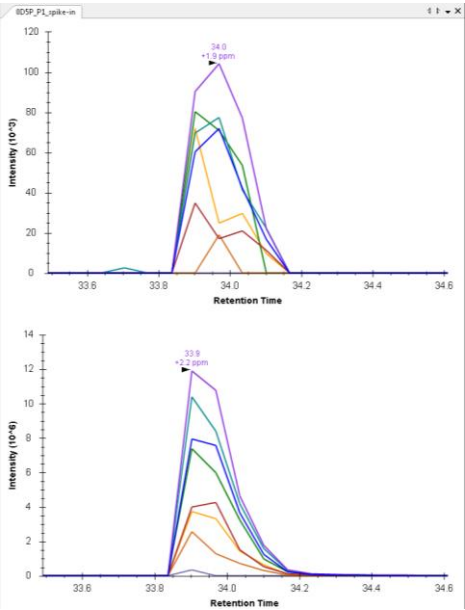 8D5P_P1_spike-in
120
100
80
60
40
20
0
Intensity (10^3)
34.0
+1.9 ppm
33.6 33.8 34.0 34.2 34.4 34.6
Retention Time
14
12
10
8
6
4
2
0
Intensity (10^6)
33.9
+2.2 ppm
33.6 33.8 34.0 34.2 34.4 34.6
Retention Time